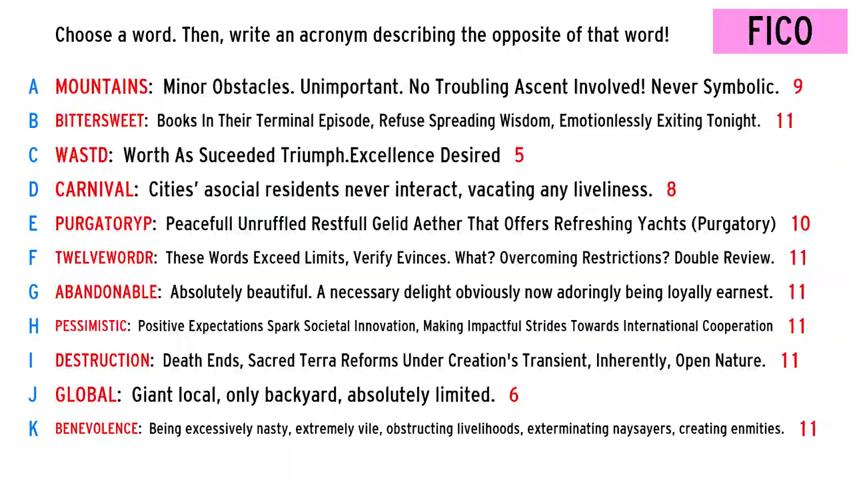 Choose a word. Then, write an acronym describing the opposite of that word!
FICO
A MOUNTAINS: Minor Obstacles. Unimportant. No Troubling Ascent Involved! Never Symbolic. 9
B BITTERSWEET: Books In Their Terminal Episode, Refuse Spreading Wisdom, Emotionlessly Exiting Tonight. 11
C WASTD: Worth As Suceeded Triumph.Excellence Desired 5
D CARNIVAL: Cities' asocial residents never interact, vacating any liveliness. 8
E PURGATORYP: Peacefull Unruffled Restfull Gelid Aether That Offers Refreshing Yachts (Purgatory) 10
F TWELVEWORDR: These Words Exceed Limits, Verify Evinces. What? Overcoming Restrictions? Double Review. 11
G ABANDONABLE: Absolutely beautiful. A necessary delight obviously now adoringly being loyally earnest. 11
H PESSIMISTIC: Positive Expectations Spark Societal Innovation, Making Impactful Strides Towards International Cooperation 11
I DESTRUCTION: Death Ends, Sacred Terra Reforms Under Creation's Transient, Inherently, Open Nature. 11
J GLOBAL: Giant local, only backyard, absolutely limited. 6
K BENEVOLENCE: Being excessively nasty, extremely vile, obstructing livelihoods, exterminating naysayers, creating enmities. 11